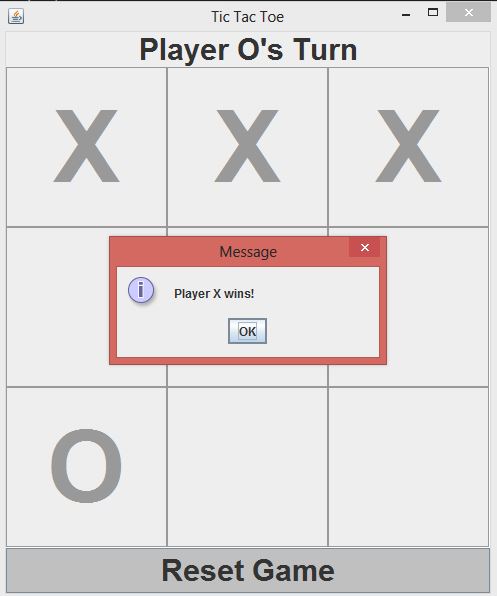 Tic Tac Toe
Player O's Turn
X X X
Message
Player X wins!
OK
O
Reset Game